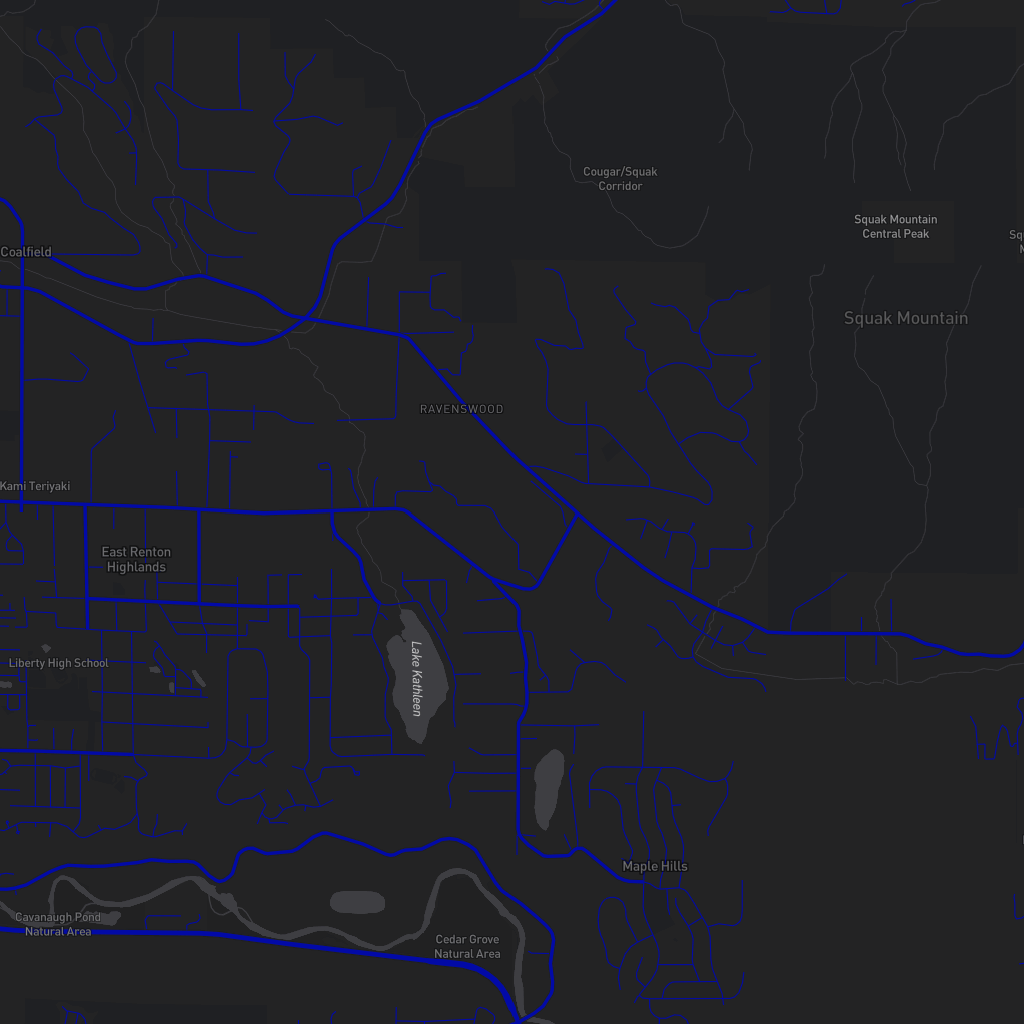 Cougar/Squak
Corridor
Squak Mountain
Central Peak
Coalfield
Squak Mountain
RAVENSWOOD
Kami Teriyaki
East Renton
Highlands
Liberty High School
Lake Kathleen
Maple Hills
Cavanaugh Pond
Natural Area
Cedar Grove
Natural Area